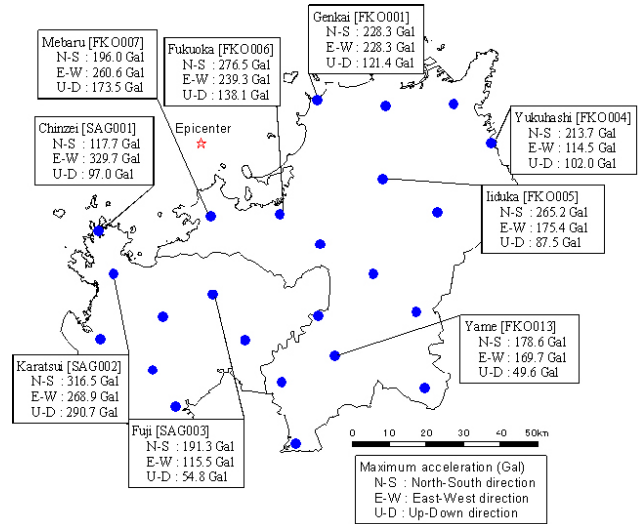 Genkai [FKO001]
N-S : 228.3 Gal
E-W : 228.3 Gal
U-D : 121.4 Gal
Mebaru [FKO007]
N-S : 196.0 Gal
E-W : 260.6 Gal
U-D : 173.5 Gal
Fukuoka [FKO006]
N-S : 276.5 Gal
E-W : 239.3 Gal
U-D : 138.1 Gal
Yukuhashi [FKO004]
N-S : 213.7 Gal
E-W : 114.5 Gal
U-D : 102.0 Gal
Chinzei [SAG001]
N-S : 117.7 Gal
E-W : 329.7 Gal
U-D : 97.0 Gal
Epicenter
Iiduka [FKO005]
N-S : 265.2 Gal
E-W : 175.4 Gal
U-D : 87.5 Gal
Yame [FKO013]
N-S : 178.6 Gal
E-W : 169.7 Gal
U-D : 49.6 Gal
Karatsui [SAG002]
N-S : 316.5 Gal
E-W : 268.9 Gal
U-D : 290.7 Gal
Fuji [SAG003]
N-S : 191.3 Gal
E-W : 115.5 Gal
U-D : 54.8 Gal
0 10 20 30 40 50km
Maximum acceleration (Gal)
N-S : North-South direction
E-W : East-West direction
U-D : Up-Down direction